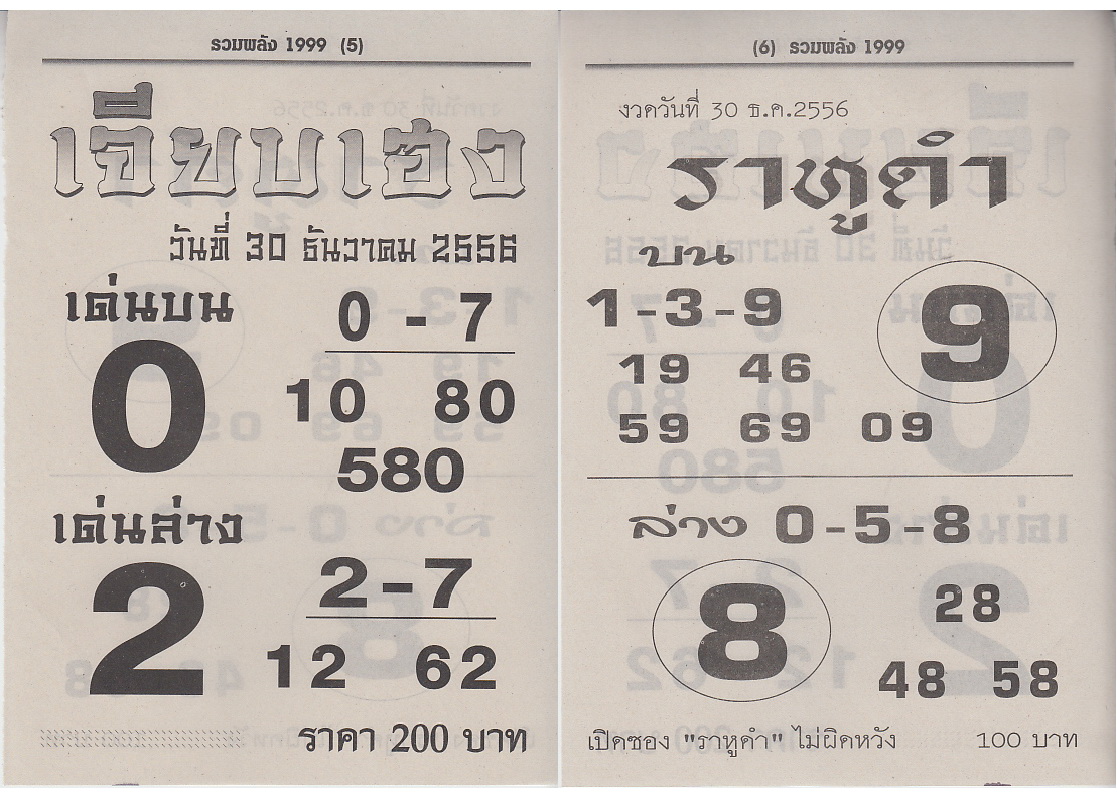 รวมพลัง 1999 (5)
เจียบเฮง
วันที่ 30 ธันวาคม 2556
เด่นบน
0 - 7
0
10 80
580
เด่นล่าง
2-7
2
12 62
ราคา 200 บาท
(6) รวมพลัง 1999
งวดวันที่ 30 ธ.ค.2556
ราหูดำ
บน
1-3-9
9
19 46
59 69 09
ล่าง 0-5-8
8
28
48 58
เปิดซอง "ราหูดำ" ไม่ผิดหวัง 100 บาท